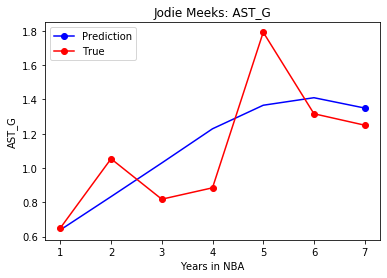 Jodie Meeks: AST_G
Prediction
True
AST_G
1.8
1.6
1.4
1.2
1.0
0.8
0.6
1 2 3 4 5 6 7
Years in NBA